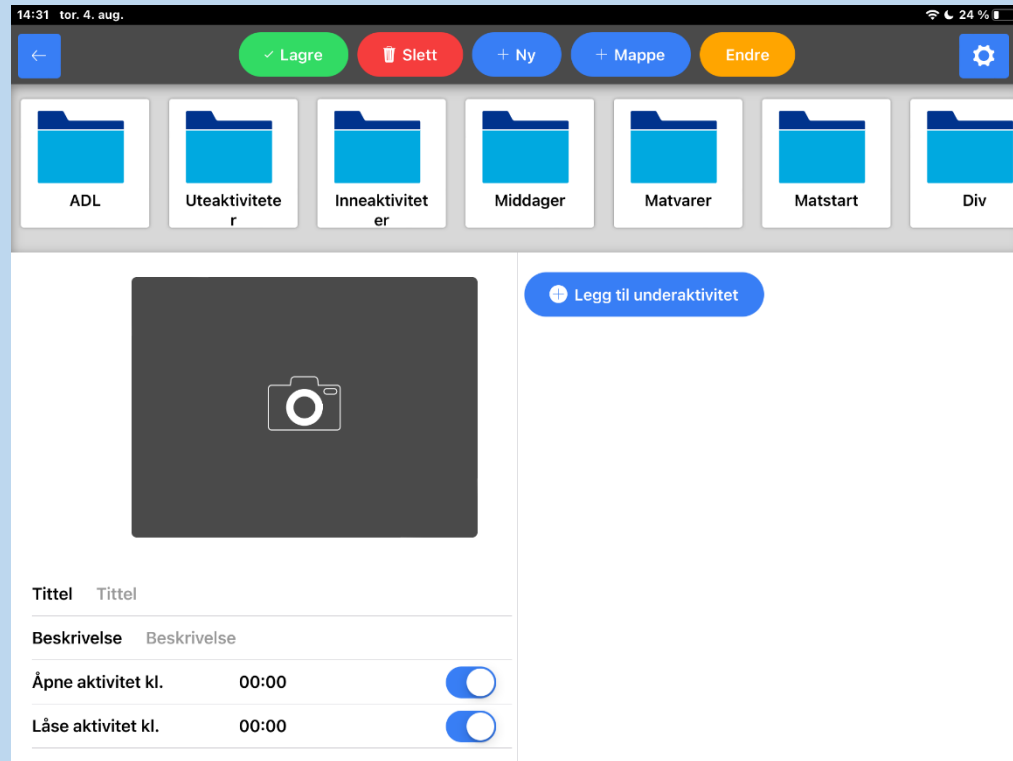 14:31 tor. 4. aug. 24 %
Lagre Slett + Ny + Mappe Endre
ADL Uteaktivitete Inneaktivitet Middager Matvarer Matstart Div
r er
Legg til underaktivitet
Tittel Tittel
Beskrivelse Beskrivelse
Åpne aktivitet kl. 00:00
Låse aktivitet kl. 00:00